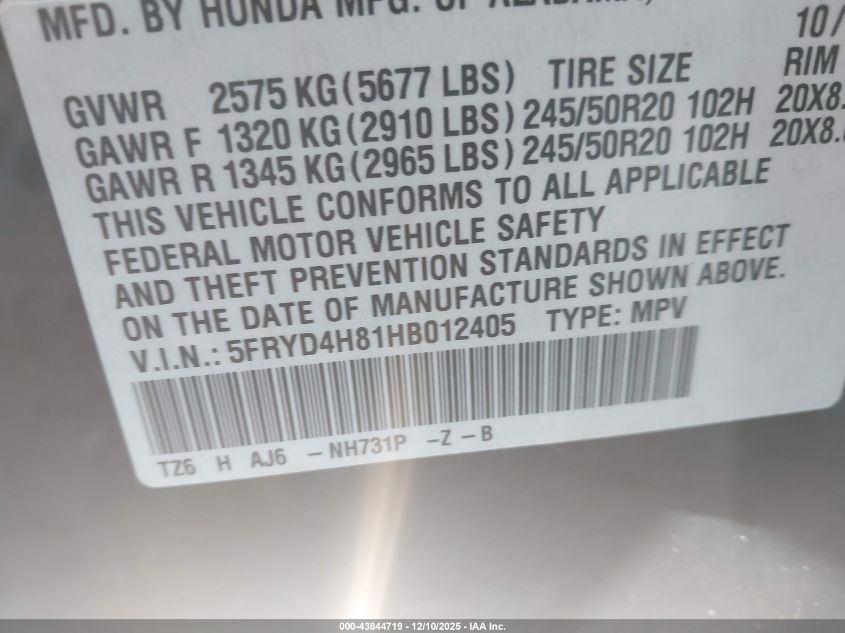 MFD. BY HONDA MFG. OF ALABAMA,
10/
GVWR 2575 KG (5677 LBS) TIRE SIZE RIM
GAWR F 1320 KG (2910 LBS) 245/50R20 102H 20X8.
GAWR R 1345 KG (2965 LBS) 245/50R20 102H 20X8.
THIS VEHICLE CONFORMS TO ALL APPLICABLE
FEDERAL MOTOR VEHICLE SAFETY
AND THEFT PREVENTION STANDARDS IN EFFECT
ON THE DATE OF MANUFACTURE SHOWN ABOVE.
V.I.N.: 5FRYD4H81HB012405 TYPE: MPV
TZ6 H AJ6 – NH731P – Z – B
000-43844719 – 12/10/2025 – IAA Inc.